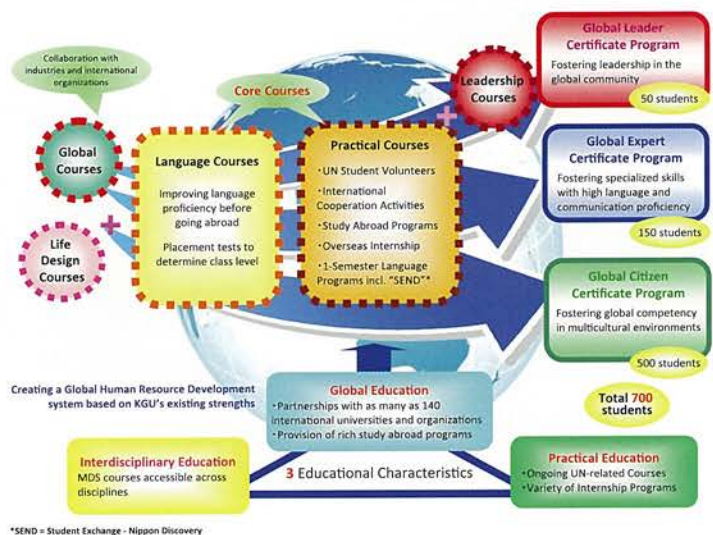 Collaboration with
industries and international
organizations
Global
Courses
+
Life
Design
Courses
Language Courses
Improving language
proficiency before
going abroad
Placement tests to
determine class level
Core Courses
Practical Courses
·UN Student Volunteers
·International
Cooperation Activities
·Study Abroad Programs
·Overseas Internship
·1-Semester Language
Programs incl. "SEND"*
+
Leadership
Courses
Global Leader
Certificate Program
Fostering leadership in the
global community
50 students
Global Expert
Certificate Program
Fostering specialized skills
with high language and
communication proficiency
150 students
Global Citizen
Certificate Program
Fostering global competency
in multicultural environments
500 students
Total 700
students
Creating a Global Human Resource Development
system based on KGU's existing strengths
Global Education
·Partnerships with as many as 140
international universities and organizations
·Provision of rich study abroad programs
Interdisciplinary Education
MDS courses accessible across
disciplines
3 Educational Characteristics
Practical Education
·Ongoing UN-related Courses
·Variety of Internship Programs
*SEND = Student Exchange - Nippon Discovery